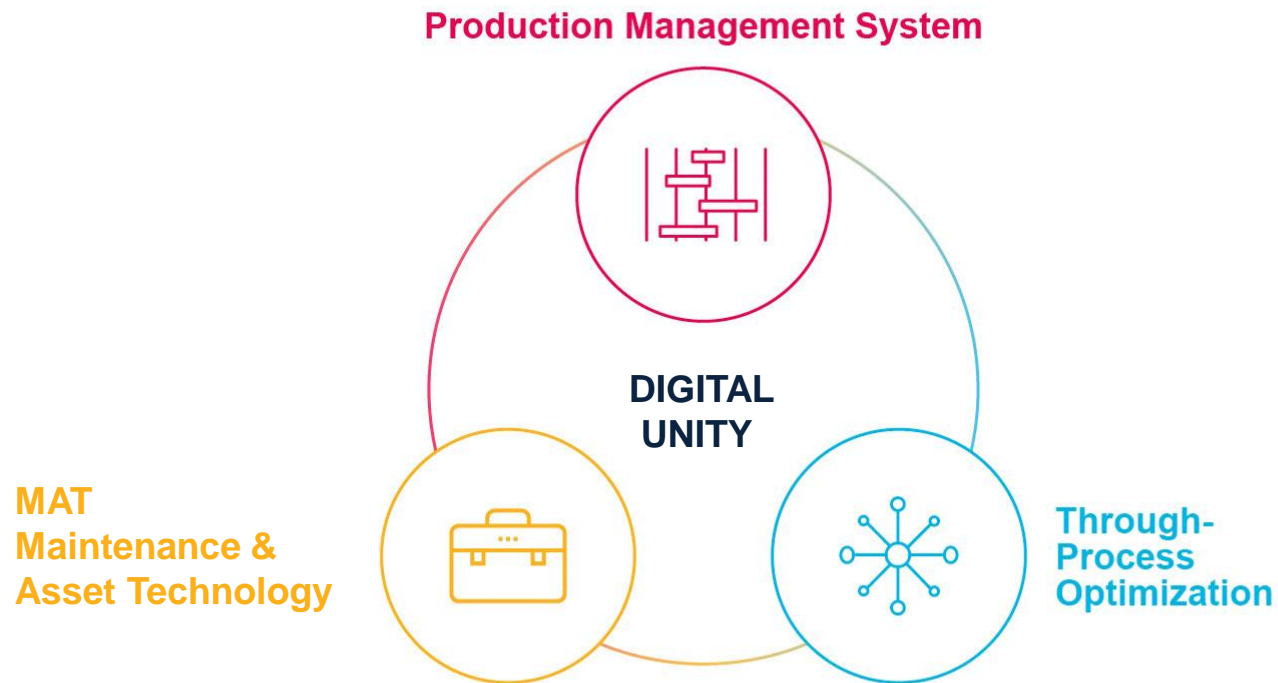 Production Management System
DIGITAL
UNITY
MAT
Maintenance &
Asset Technology
Through-
Process
Optimization